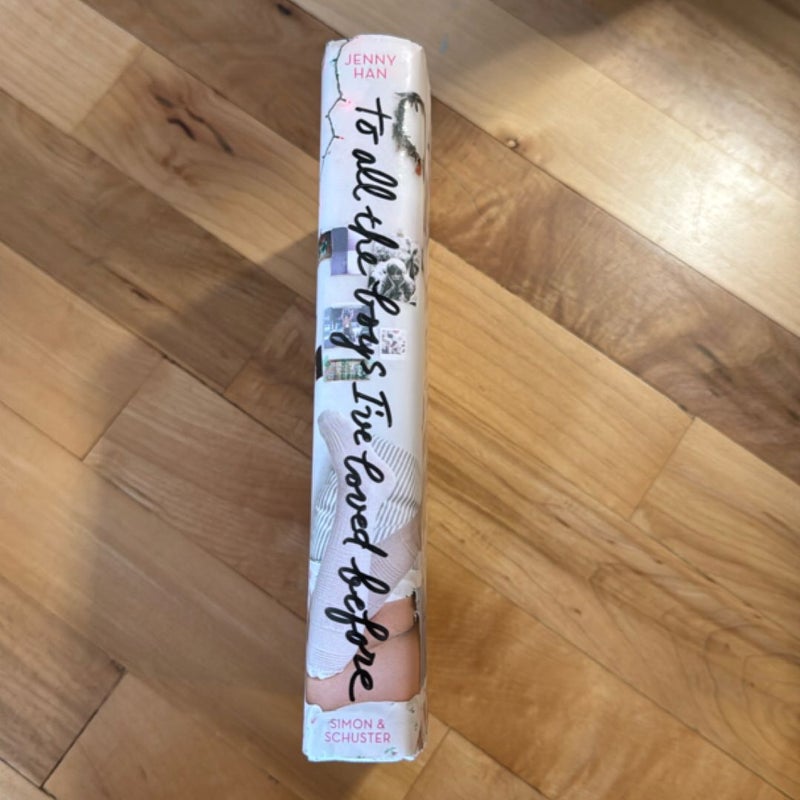 JENNY
HAN
To all the boys I've loved before
SIMON &
SCHUSTER